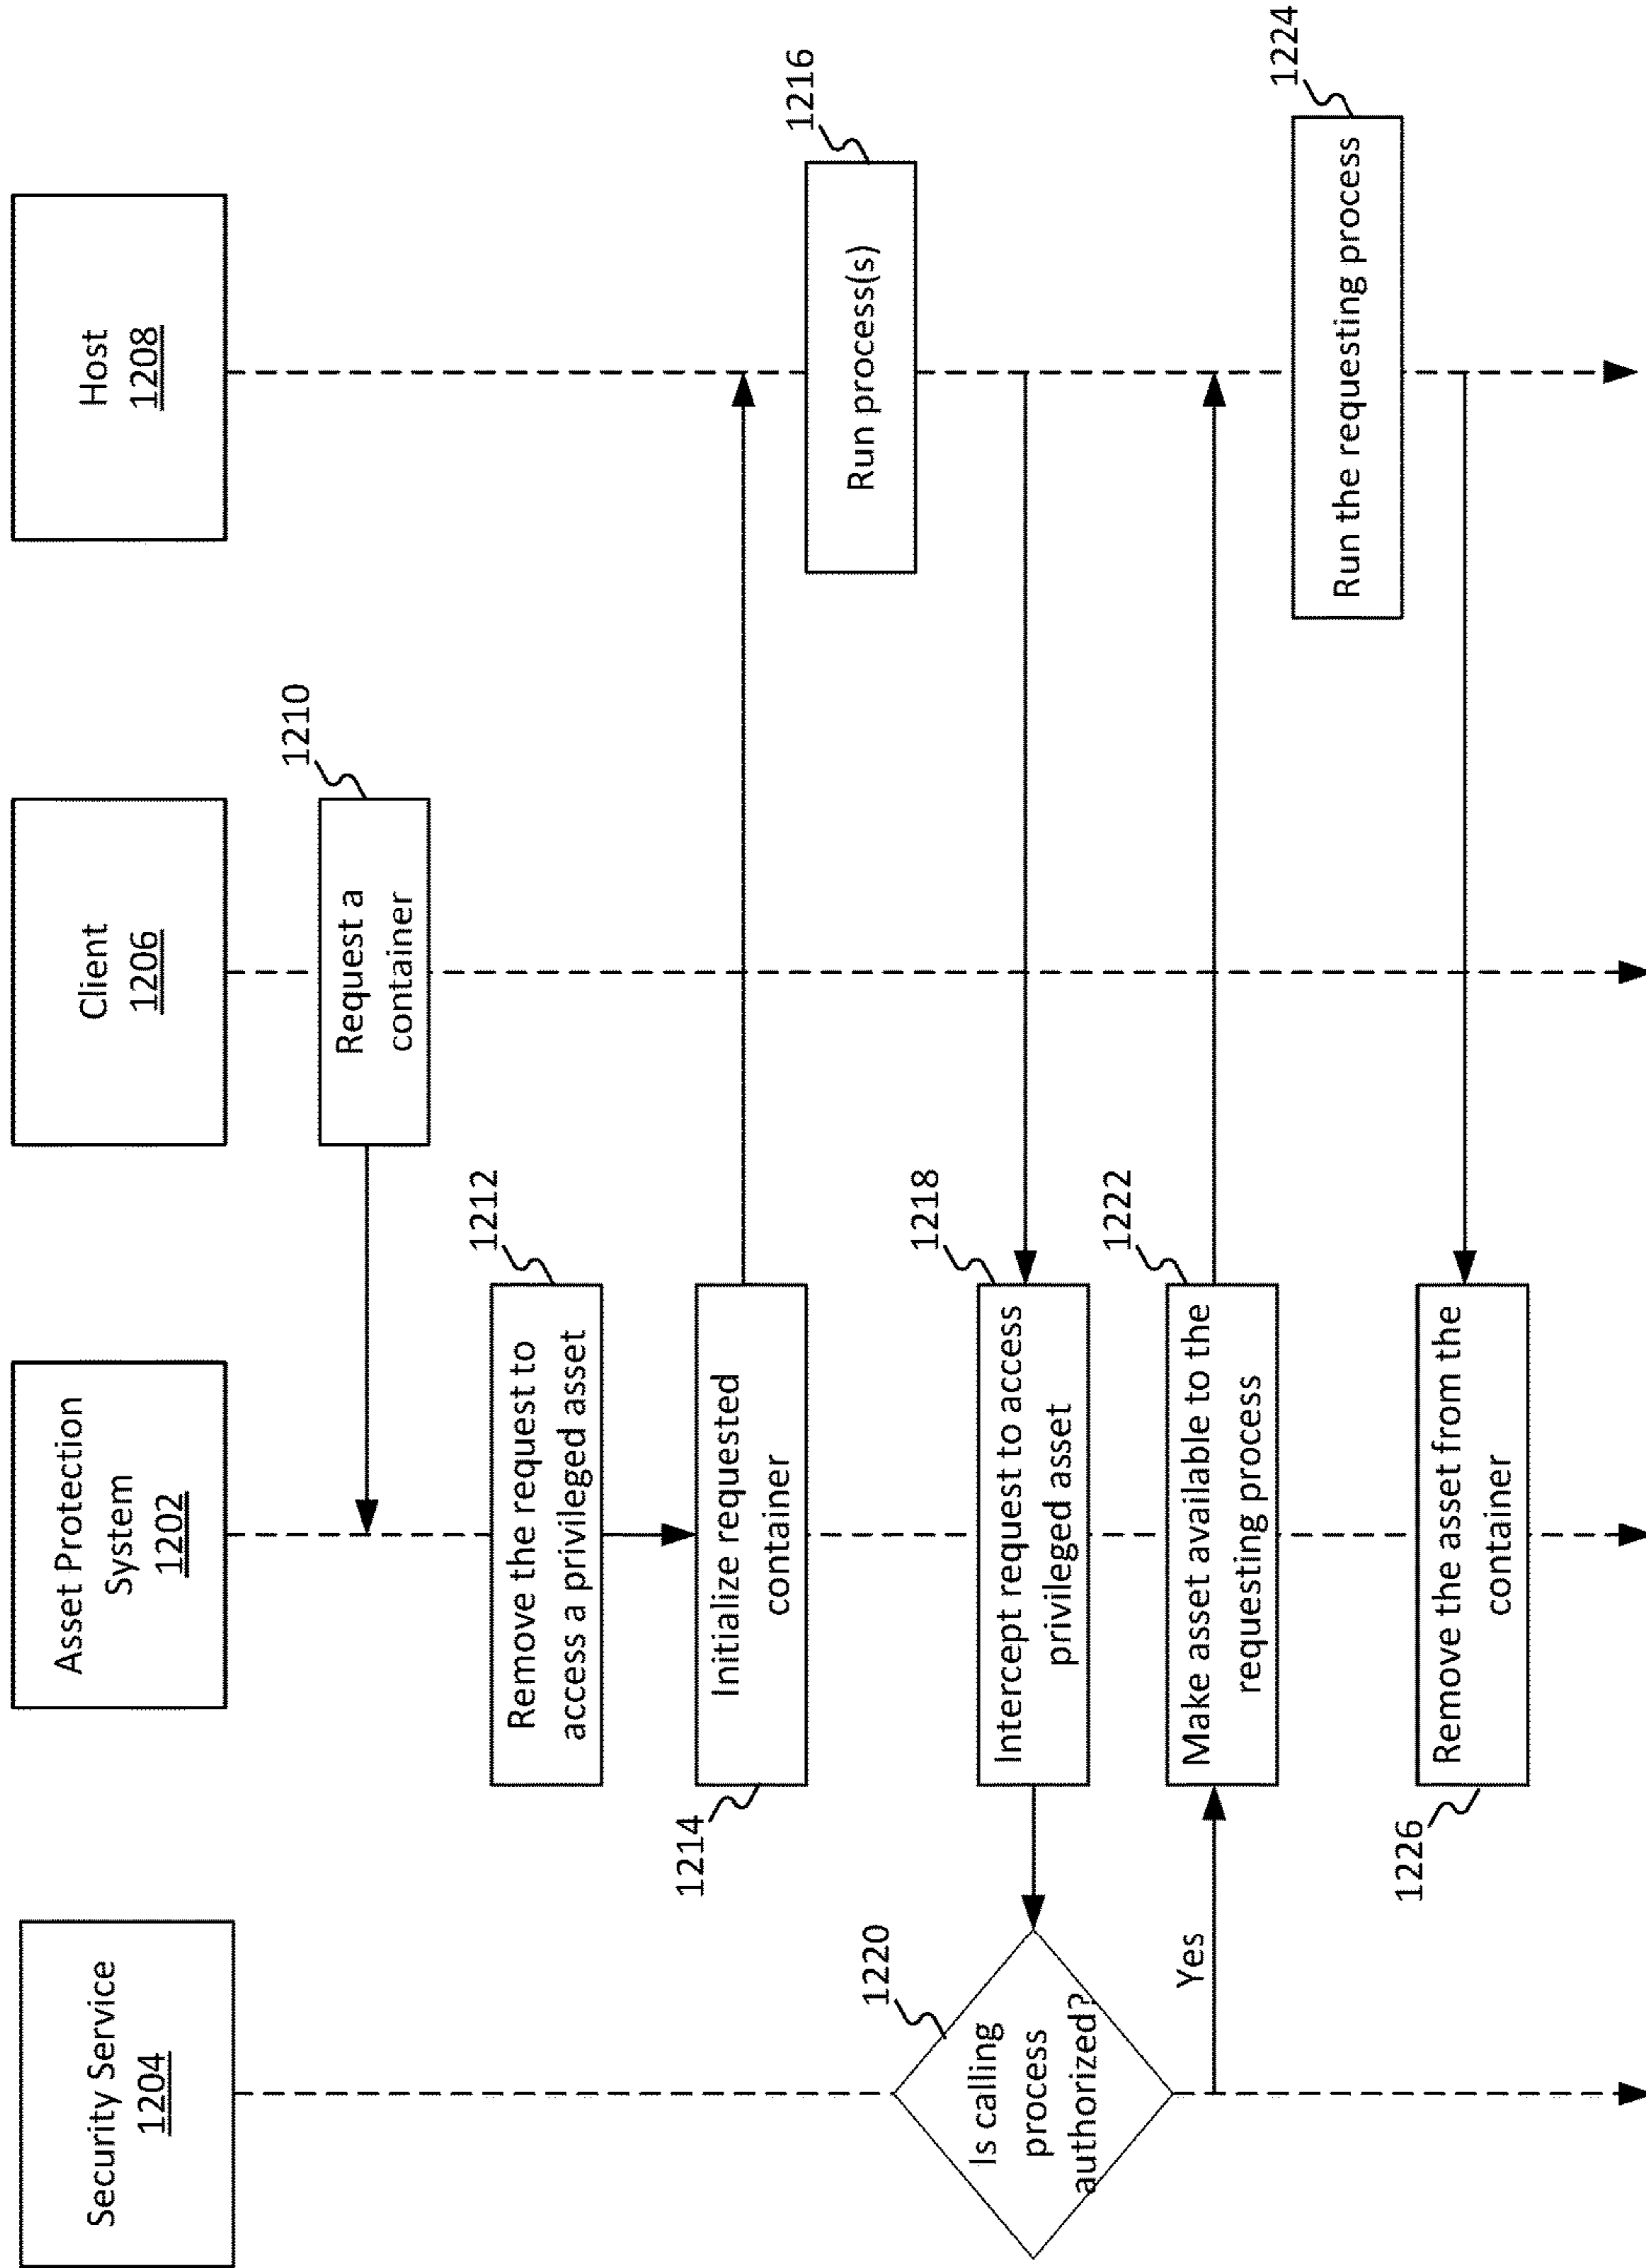 Security Service
1204
Asset Protection
System
1202
Client
1206
Host
1208
Request a
container
1210
Remove the request to
access a privileged asset
1212
Initialize requested
container
1214
Run process(s)
1216
Intercept request to access
privileged asset
1218
Is calling
process
authorized?
1220
Yes
Make asset available to the
requesting process
1222
Run the requesting process
1224
Remove the asset from the
container
1226